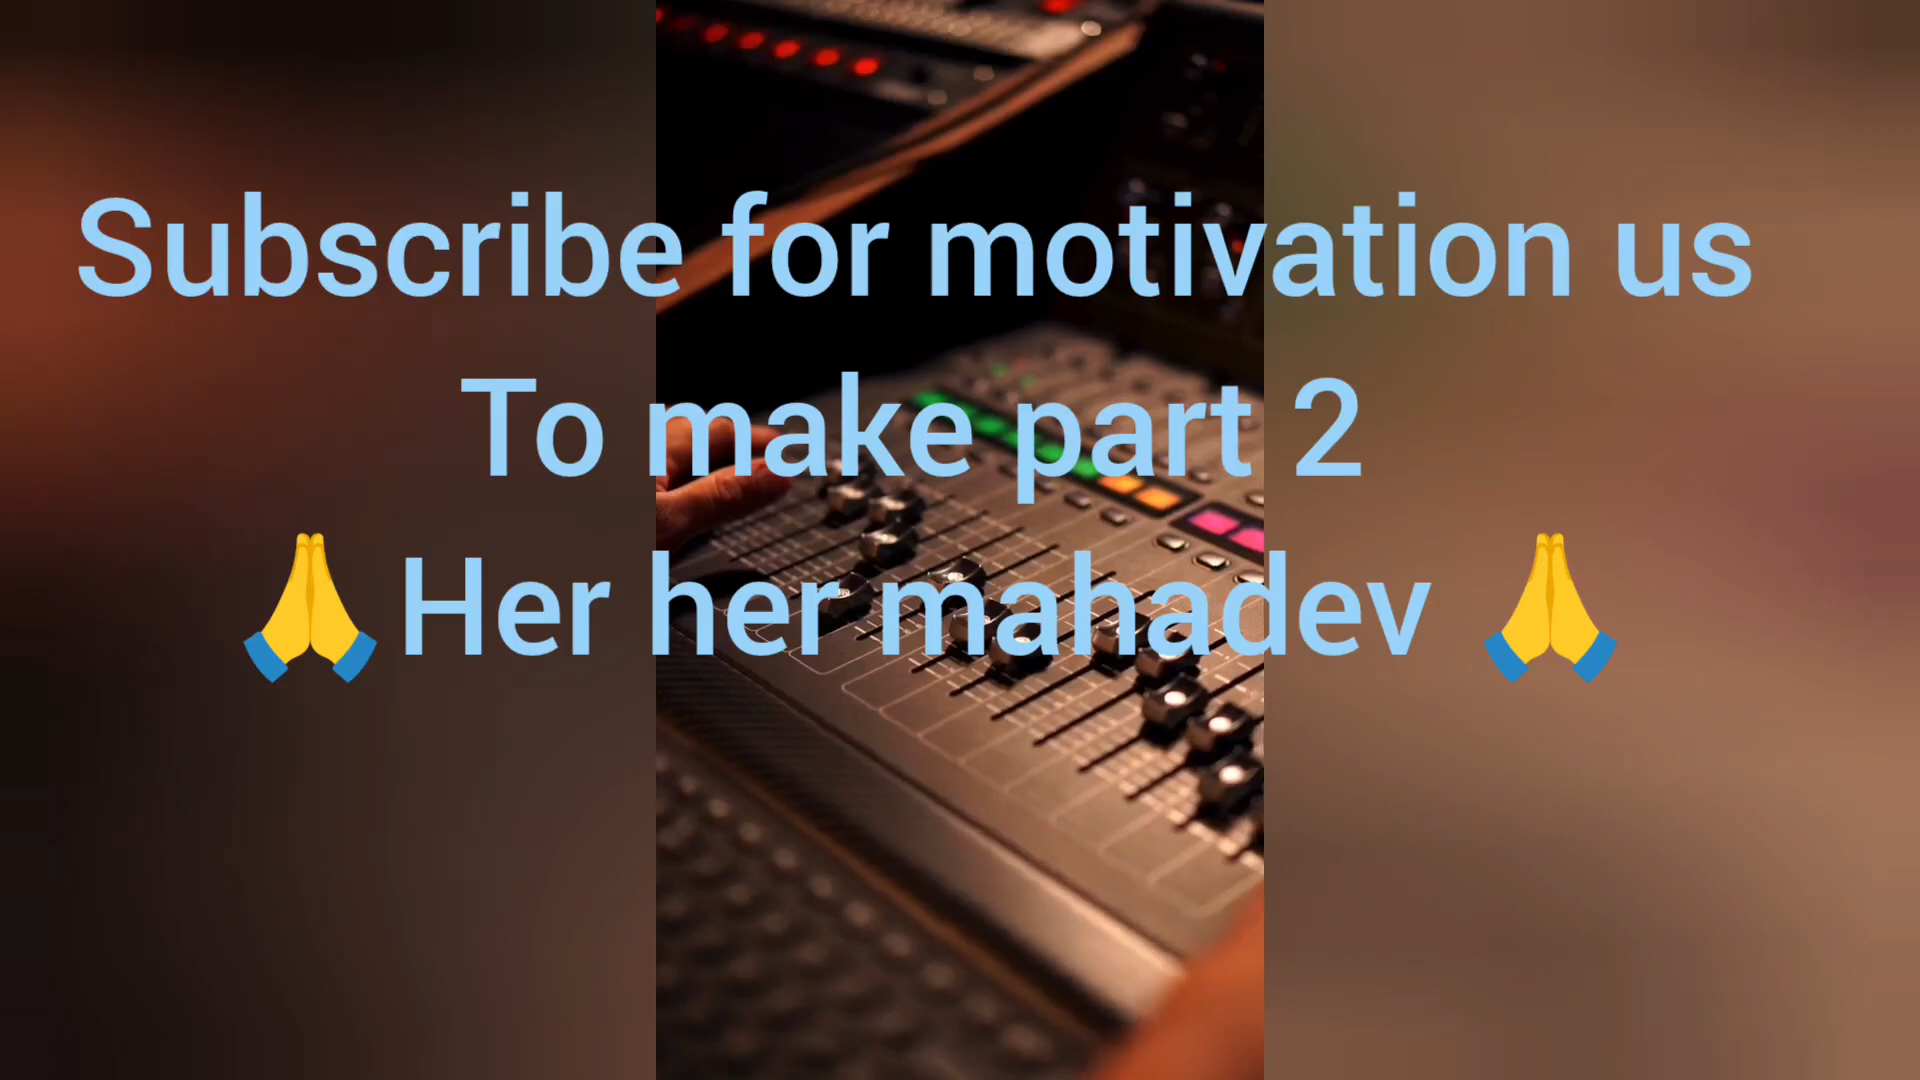 Subscribe for motivation us
To make part 2
🙏Her her mahadev 🙏